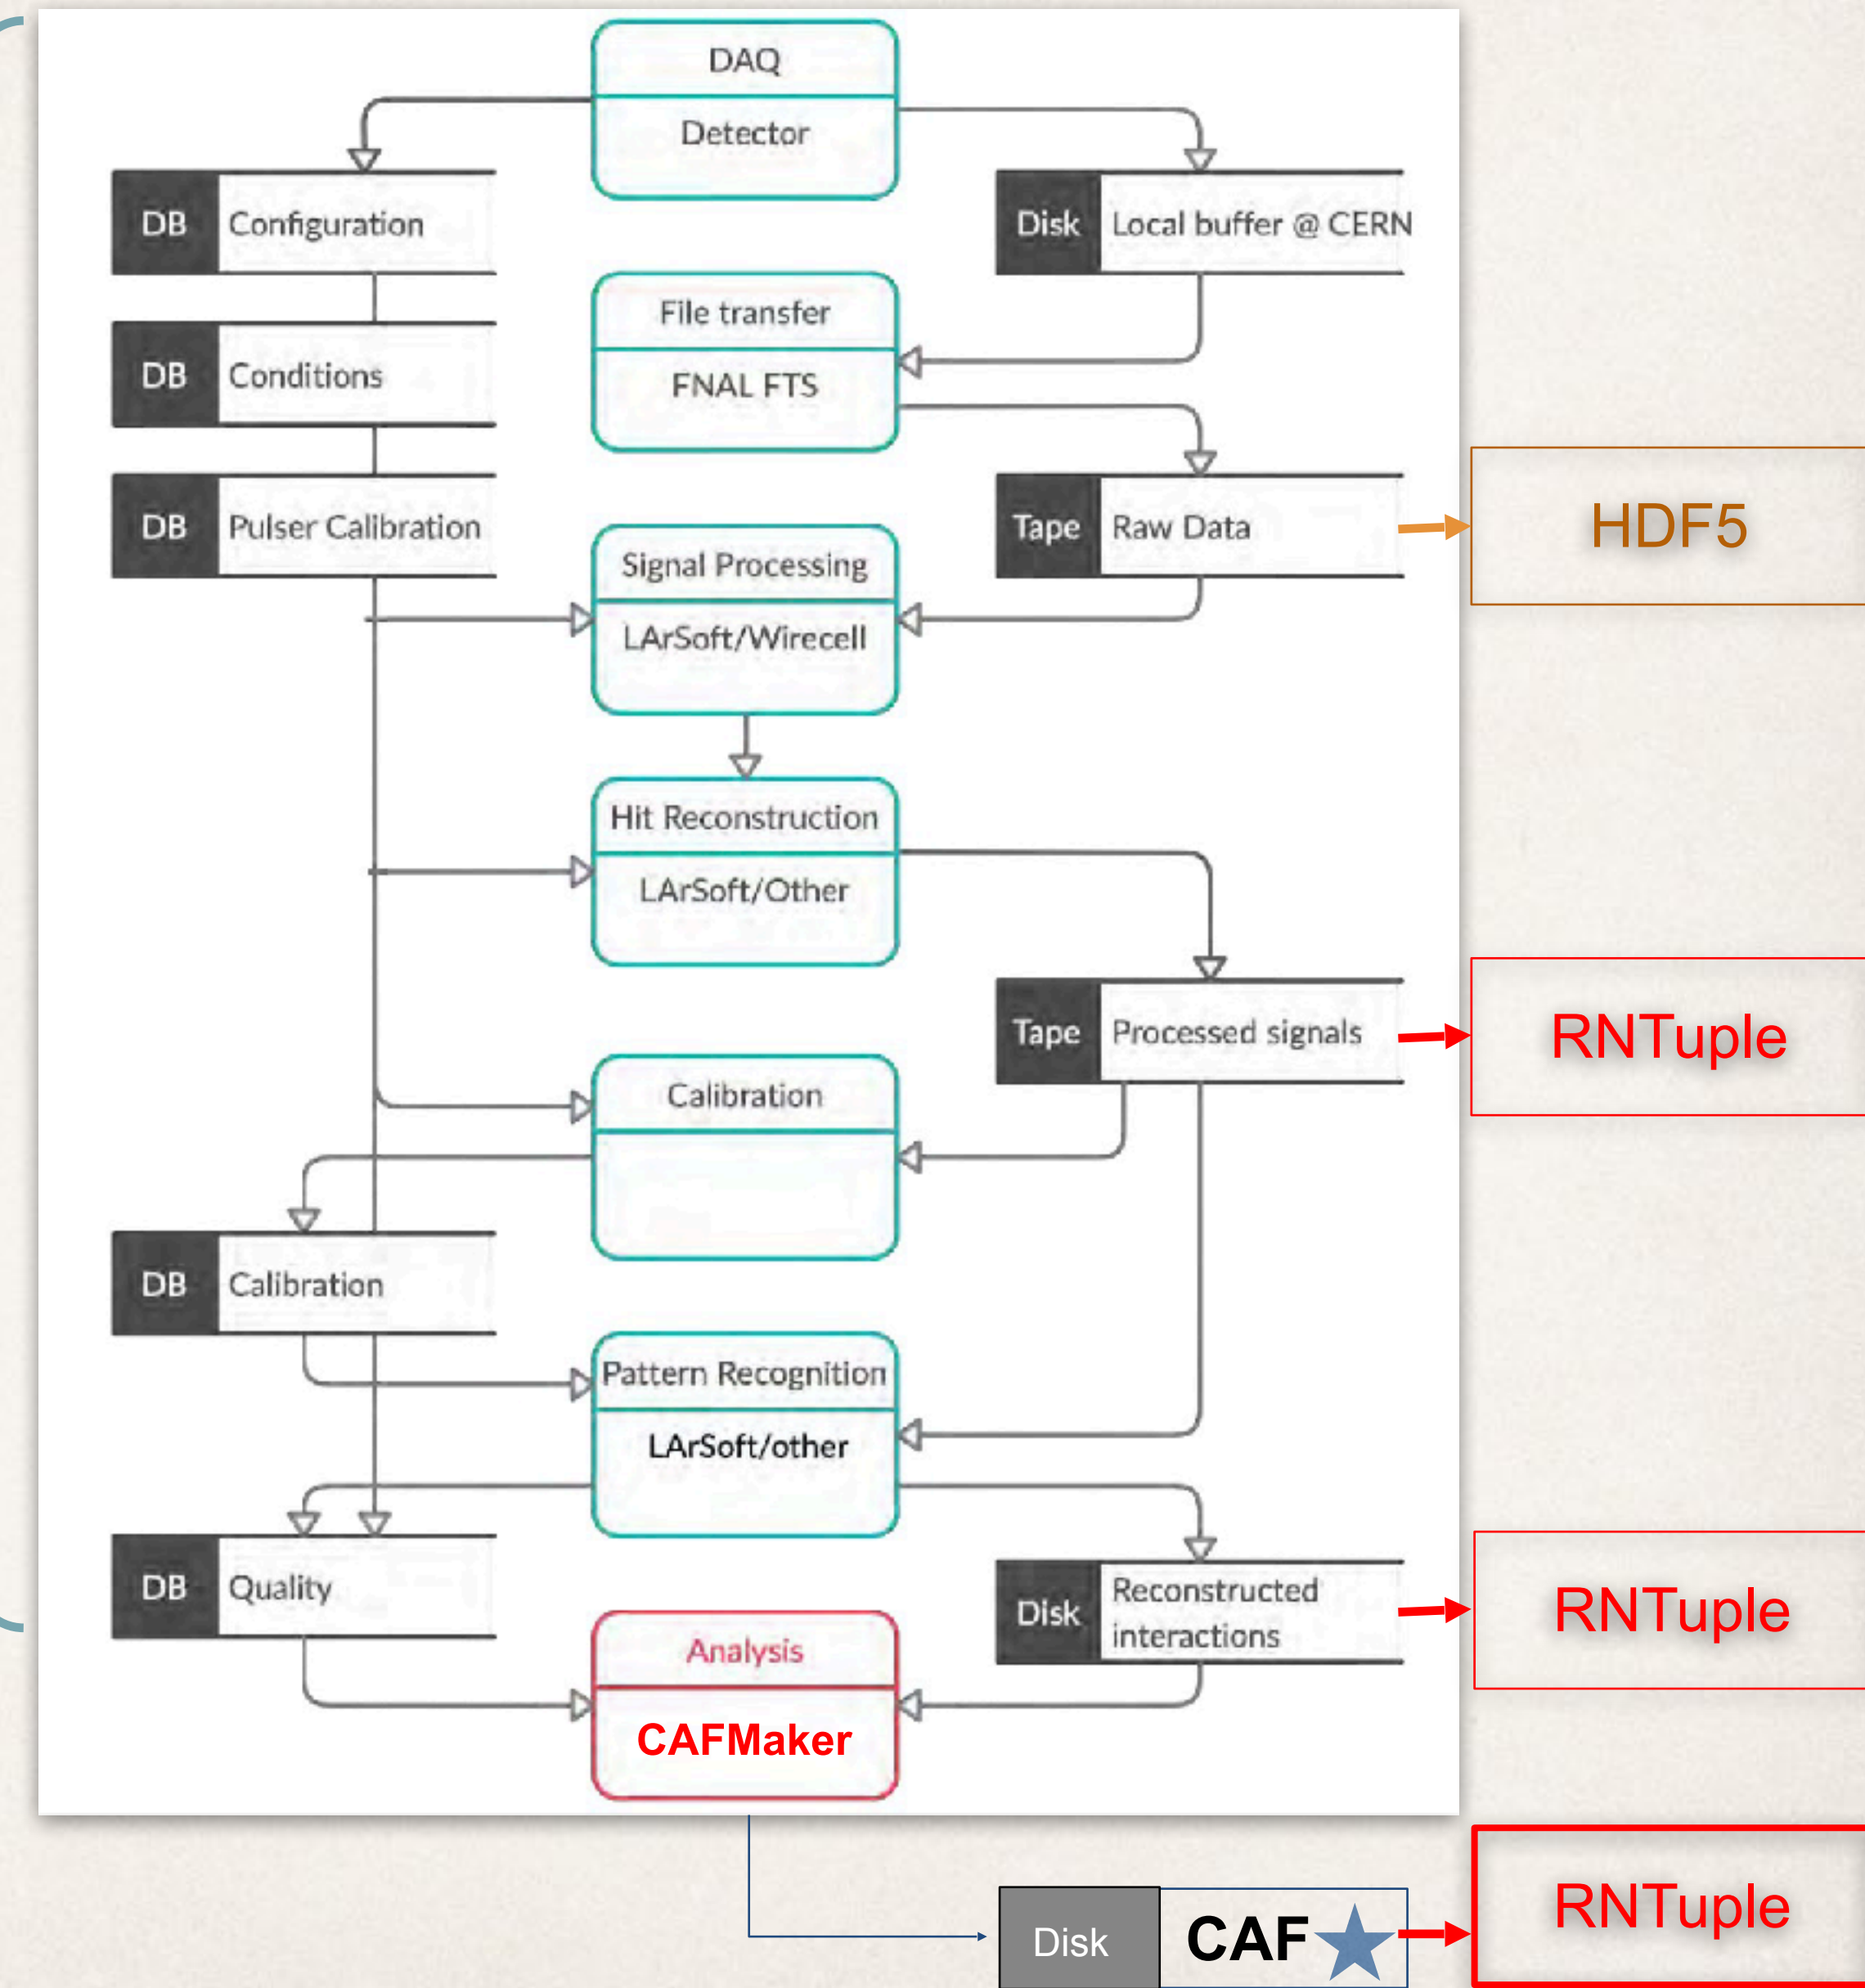 DAQ
Detector
DB Configuration
Disk Local buffer @ CERN
File transfer
FNAL FTS
DB Conditions
DB Pulser Calibration
Tape Raw Data
HDF5
Signal Processing
LArSoft/Wirecell
Hit Reconstruction
LArSoft/Other
Tape Processed signals
RNTuple
Calibration
DB Calibration
Pattern Recognition
LArSoft/other
DB Quality
Disk Reconstructed
interactions
RNTuple
Analysis
CAFMaker
Disk CAF
RNTuple